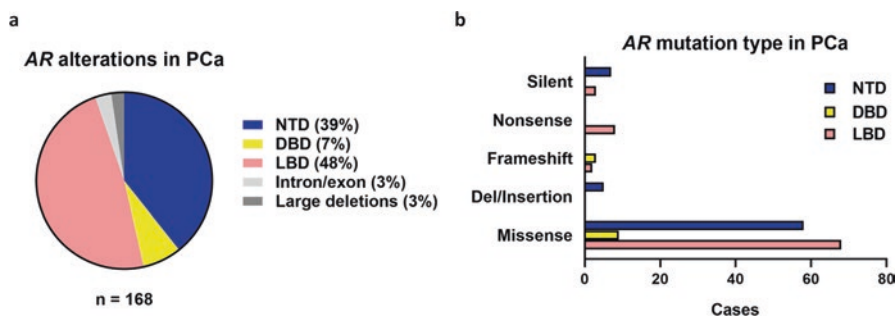 a
AR alterations in PCa
NTD (39%)
DBD (7%)
LBD (48%)
Intron/exon (3%)
Large deletions (3%)
n = 168
b
AR mutation type in PCa
Silent
Nonsense
Frameshift
Del/Insertion
Missense
NTD
DBD
LBD
0 20 40 60 80
Cases